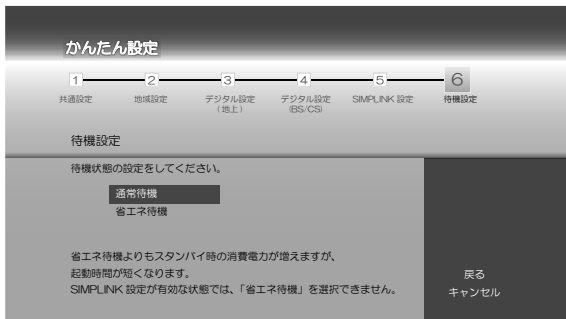 かんたん設定
1 2 3 4 5 6
共通設定 地域設定 デジタル設定 デジタル設定 SIMPLINK 設定 待機設定
(地上) (BS/CS)
待機設定
待機状態の設定をしてください。
通常待機
省エネ待機
省エネ待機よりもスタンバイ時の消費電力が増えますが、
起動時間が短くなります。
SIMPLINK 設定が有効な状態では、「省エネ待機」を選択できません。
戻る
キャンセル